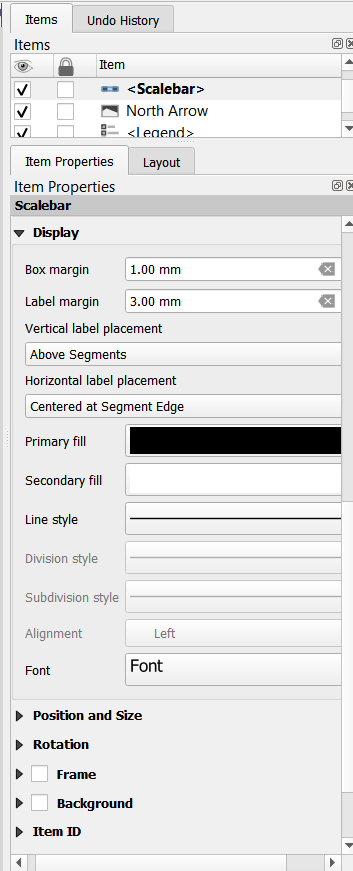 Items
Undo History
Items
Item
<Scalebar>
North Arrow
<Legend>
Item Properties
Layout
Item Properties
Scalebar
Display
Box margin 1.00 mm
Label margin 3.00 mm
Vertical label placement
Above Segments
Horizontal label placement
Centered at Segment Edge
Primary fill
Secondary fill
Line style
Division style
Subdivision style
Alignment Left
Font Font
Position and Size
Rotation
Frame
Background
Item ID